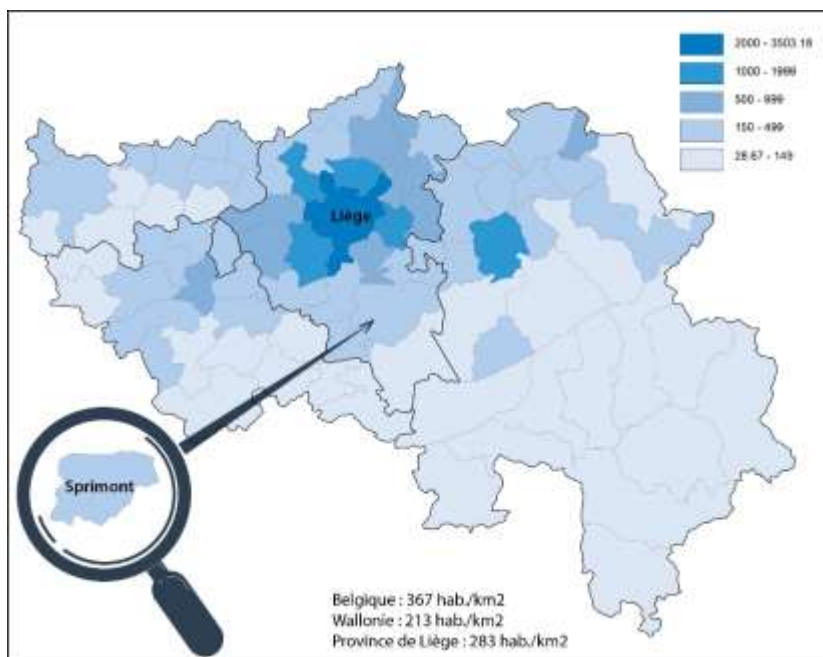 2000 - 3503.18
1000 - 1999
500 - 999
150 - 499
28.67 - 149
Liège
Sprimont
Belgique : 367 hab./km2
Wallonie : 213 hab./km2
Province de Liège : 283 hab./km2